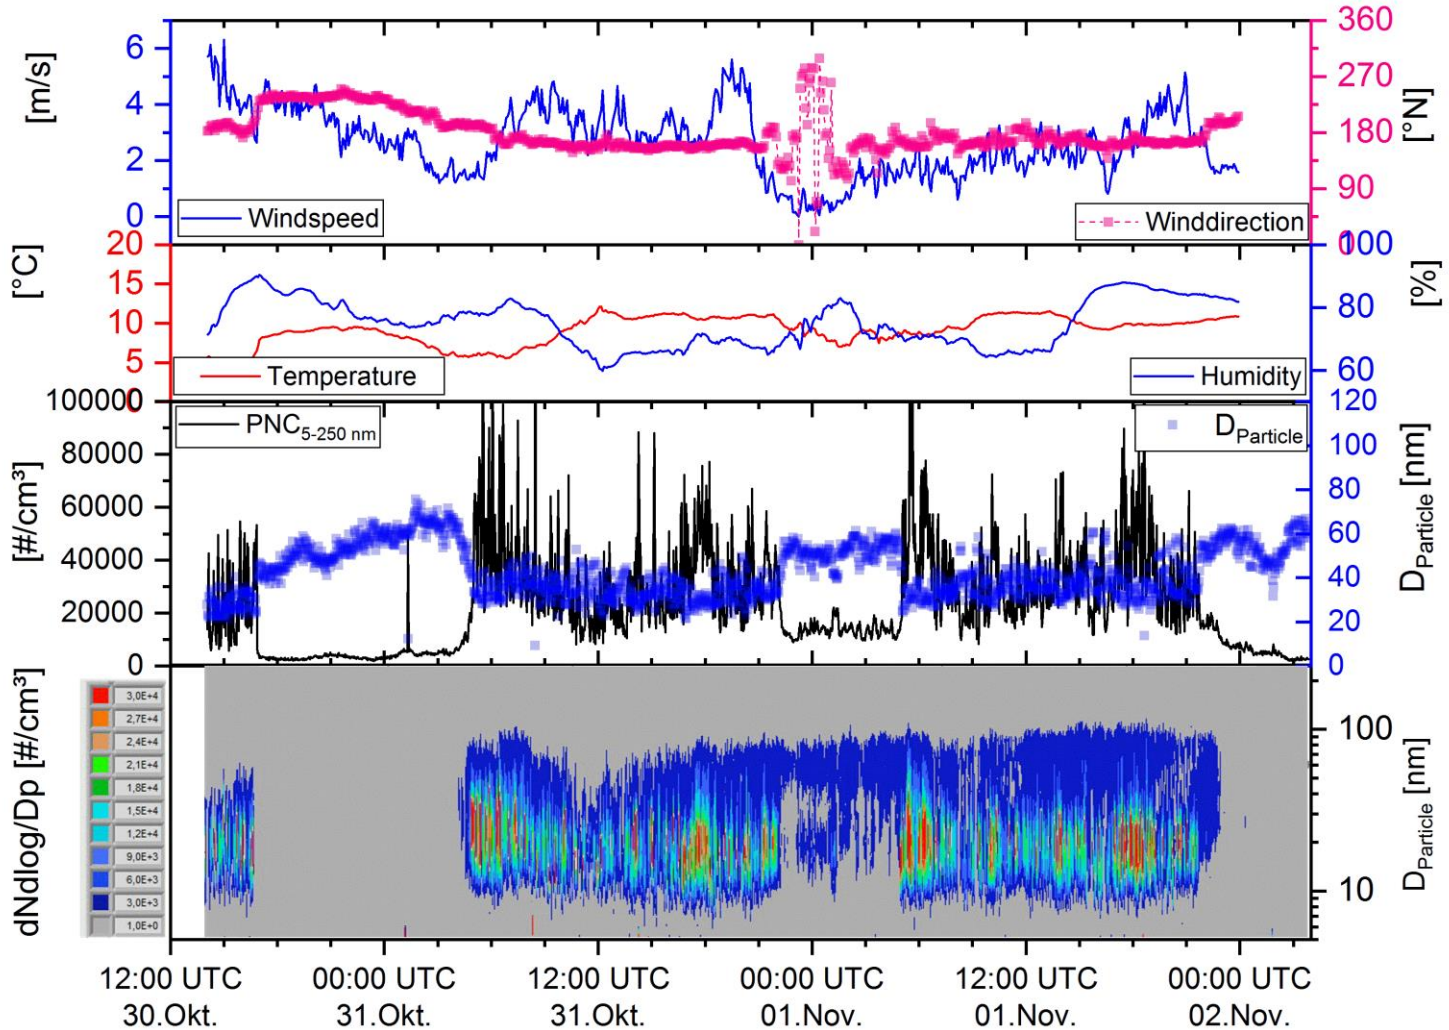 [m/s]
6
4
2
0
Windspeed
Winddirection
360
270
180
90
0
[°N]
[°C]
20
15
10
5
0
Temperature
Humidity
100
80
60
[%]
[#/cm³]
100000
80000
60000
40000
20000
0
PNC5-250 nm
DParticle
120
100
80
60
40
20
0
DParticle [nm]
dNdlog/Dp [#/cm³]
3,0E+4
2,7E+4
2,4E+4
2,1E+4
1,8E+4
1,5E+4
1,2E+4
9,0E+3
6,0E+3
3,0E+3
1,0E+0
100
10
DParticle [nm]
12:00 UTC 00:00 UTC 12:00 UTC 00:00 UTC 12:00 UTC 00:00 UTC
30.Okt. 31.Okt. 31.Okt. 01.Nov. 01.Nov. 02.Nov.